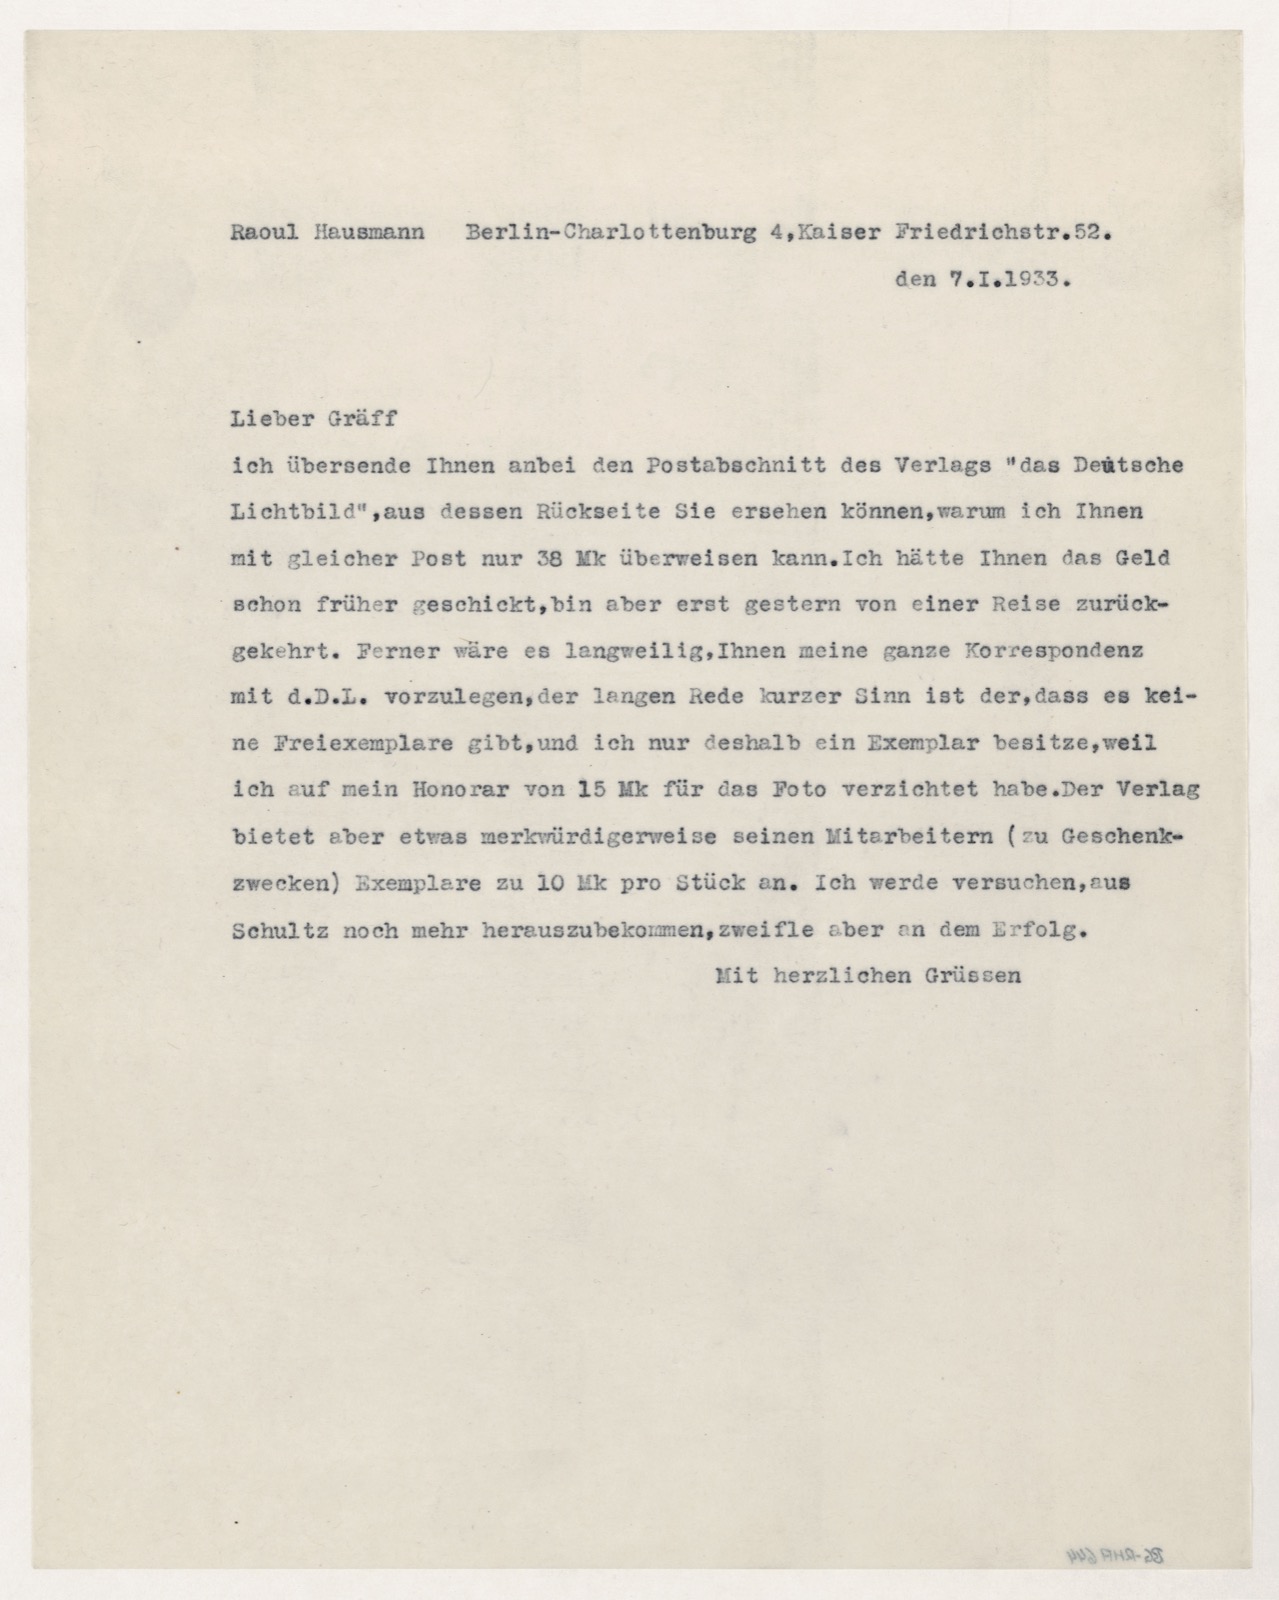 Raoul Hausmann   Berlin-Charlottenburg 4,Kaiser Friedrichstr.52.
den 7.I.1933.
Lieber Gräff
ich übersende Ihnen anbei den Postabschnitt des Verlags "das Deutsche
Lichtbild",aus dessen Rückseite Sie ersehen können,warum ich Ihnen
mit gleicher Post nur 38 Mk überweisen kann.Ich hätte Ihnen das Geld
schon früher geschickt,bin aber erst gestern von einer Reise zurück-
gekehrt. Ferner wäre es langweilig,Ihnen meine ganze Korrespondenz
mit d.D.L. vorzulegen,der langen Rede kurzer Sinn ist der,dass es kei-
ne Freiexemplare gibt,und ich nur deshalb ein Exemplar besitze,weil
ich auf mein Honorar von 15 Mk für das Foto verzichtet habe.Der Verlag
bietet aber etwas merkwürdigerweise seinen Mitarbeitern (zu Geschenk-
zwecken) Exemplare zu 10 Mk pro Stück an. Ich werde versuchen,aus
Schultz noch mehr herauszubekommen,zweifle aber an dem Erfolg.
Mit herzlichen Grüssen
BG-RHA 644